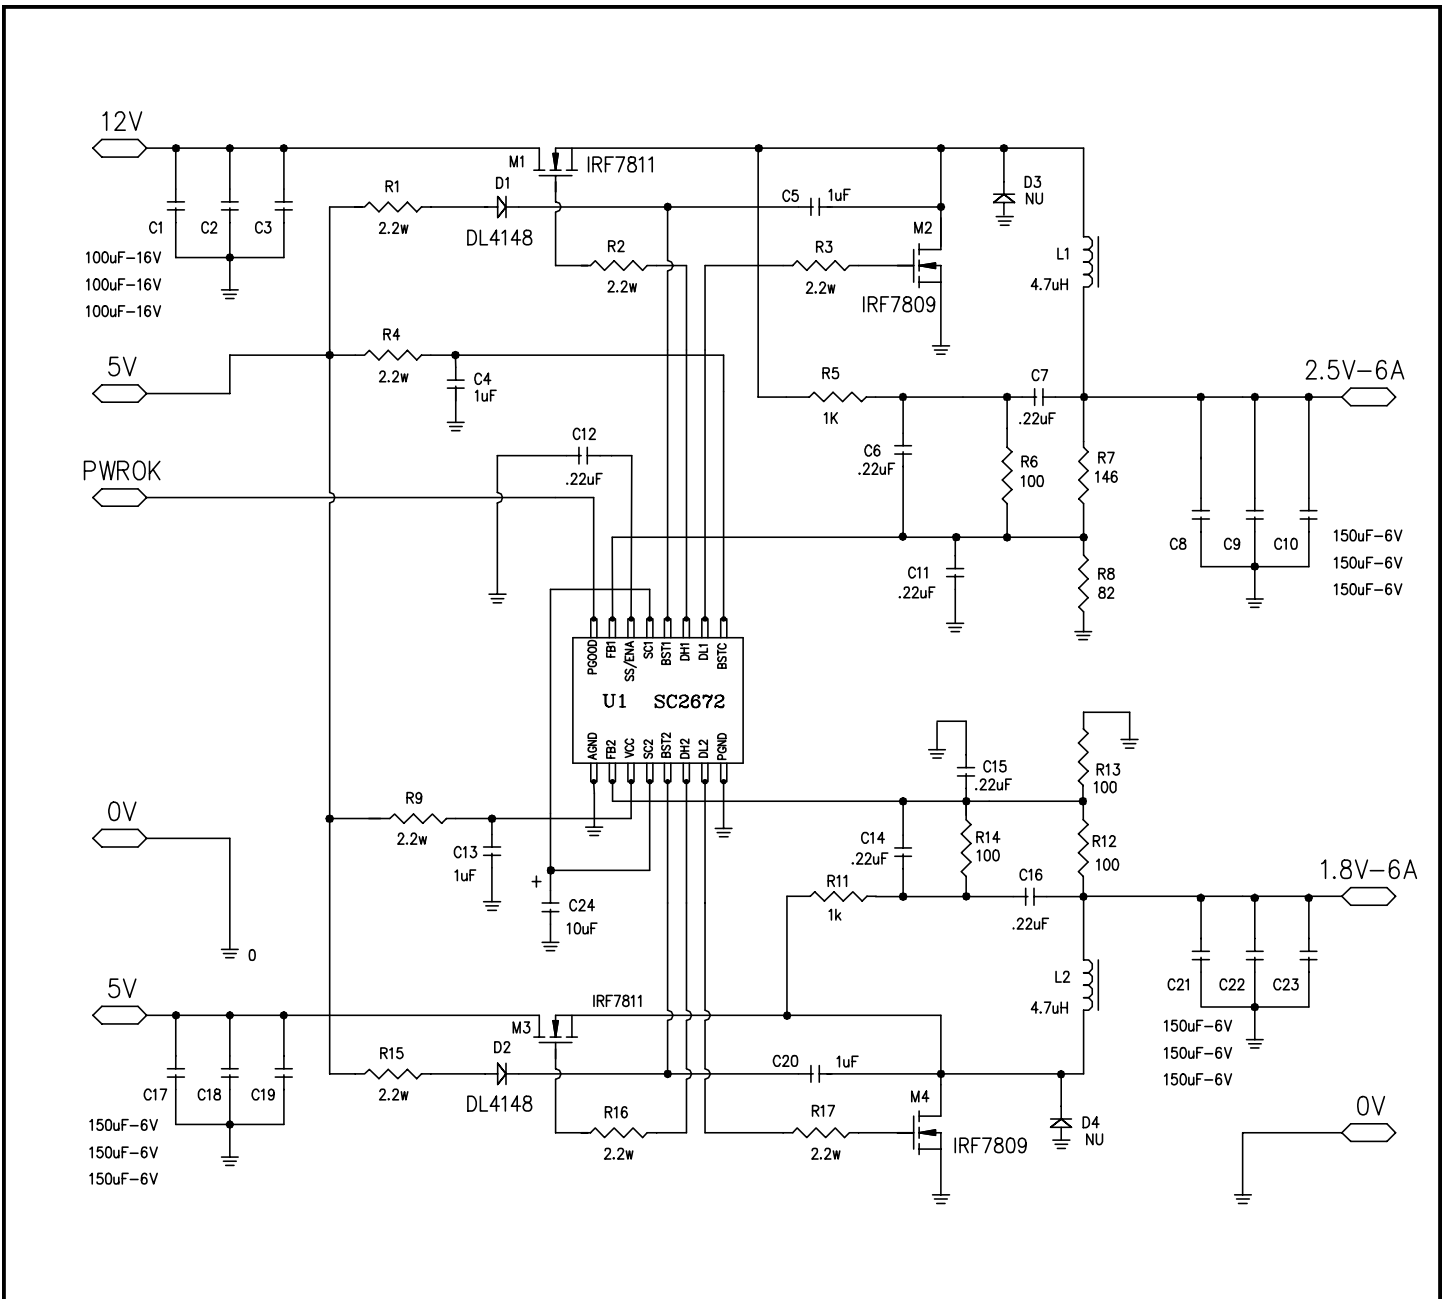 12V
C1
C2
C3
100uF-16V
100uF-16V
100uF-16V
R1
2.2w
D1
DL4148
M1
IRF7811
R2
2.2w
C5
1uF
R3
2.2w
M2
IRF7809
D3
NU
L1
4.7uH
5V
R4
2.2w
C4
1uF
R5
1K
C7
.22uF
2.5V-6A
C6
.22uF
R6
100
R7
146
PWROK
C12
.22uF
C8
C9
C10
150uF-6V
150uF-6V
150uF-6V
C11
.22uF
R8
82
PGOOD
FB1
SS/ENA
SC1
BST1
DH1
DL1
BSTC
U1 SC2672
AGND
FB2
VCC
SC2
BST2
DH2
DL2
PGND
C15
.22uF
R13
100
0V
0
R9
2.2w
C13
1uF
+
C24
10uF
C14
.22uF
R14
100
R12
100
R11
1k
C16
.22uF
1.8V-6A
C21
C22
C23
150uF-6V
150uF-6V
150uF-6V
L2
4.7uH
5V
C17
C18
C19
150uF-6V
150uF-6V
150uF-6V
M3
IRF7811
R15
2.2w
D2
DL4148
R16
2.2w
C20
1uF
R17
2.2w
M4
IRF7809
D4
NU
0V